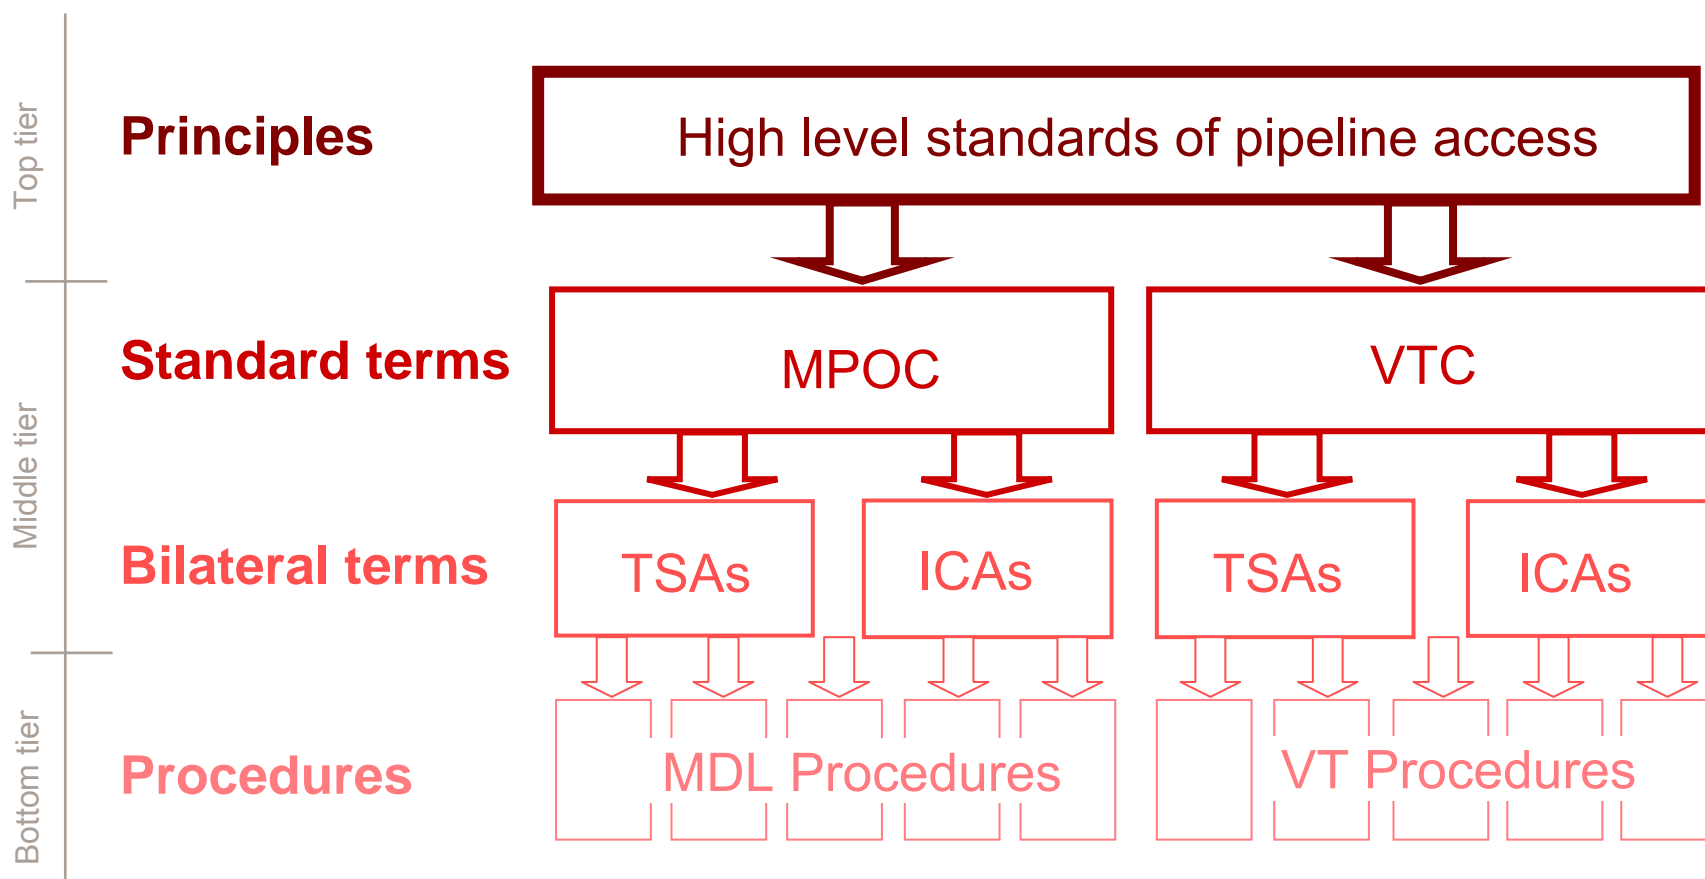 Top tier
Principles
High level standards of pipeline access
Middle tier
Standard terms
MPOC
VTC
Bilateral terms
TSAs
ICAs
TSAs
ICAs
Bottom tier
Procedures
MDL Procedures
VT Procedures